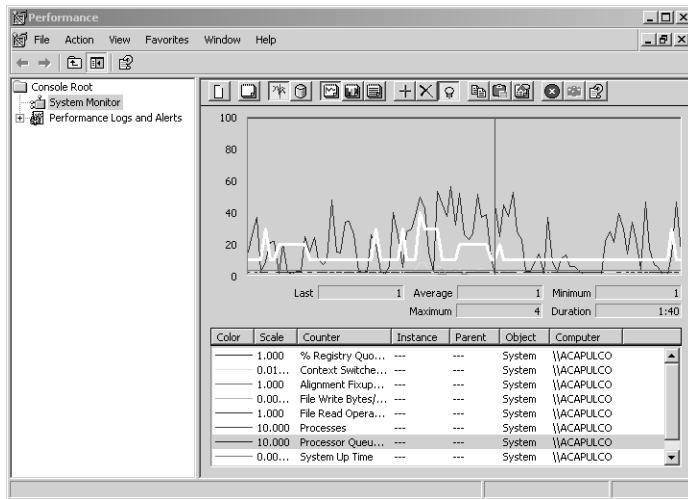 Performance
File Action View Favorites Window Help
Console Root
System Monitor
Performance Logs and Alerts
100
80
60
40
20
0
Last 1 Average 1 Minimum 1
Maximum 4 Duration 1:40
Color Scale Counter Instance Parent Object Computer
1.000 % Registry Quo... --- --- System \\ACAPULCO
0.01... Context Switche... --- --- System \\ACAPULCO
1.000 Alignment Fixup... --- --- System \\ACAPULCO
0.00... File Write Bytes/... --- --- System \\ACAPULCO
1.000 File Read Opera... --- --- System \\ACAPULCO
10.000 Processes --- --- System \\ACAPULCO
10.000 Processor Queu... --- --- System \\ACAPULCO
0.00... System Up Time --- --- System \\ACAPULCO